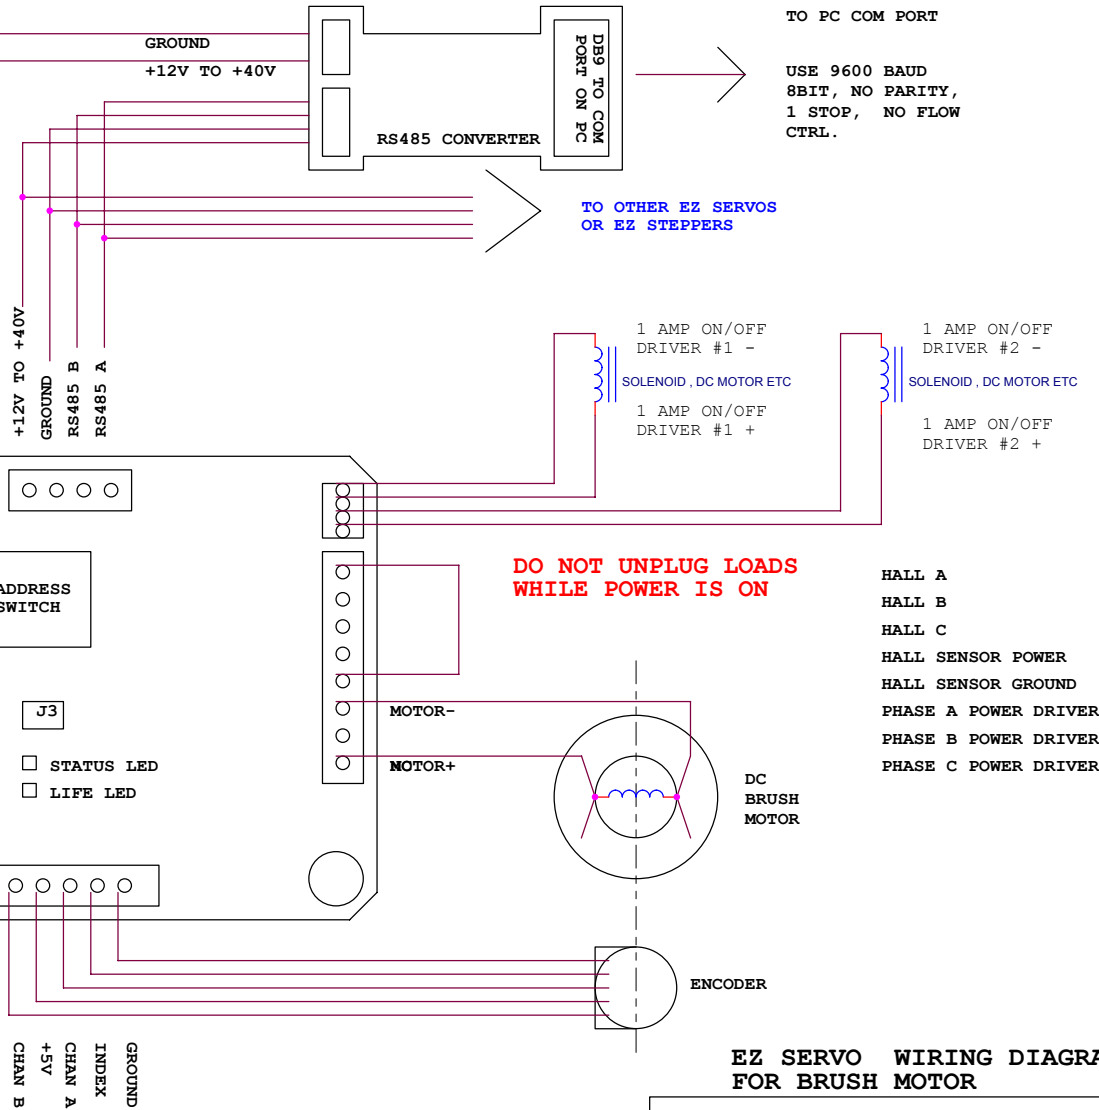 TO PC COM PORT
GROUND
+12V TO +40V
DB9 TO COM
PORT ON PC
USE 9600 BAUD
8BIT, NO PARITY,
1 STOP, NO FLOW
CTRL.
RS485 CONVERTER
TO OTHER EZ SERVOS
OR EZ STEPPERS
+12V TO +40V
GROUND
RS485 B
RS485 A
1 AMP ON/OFF
DRIVER #1 -
SOLENOID , DC MOTOR ETC
1 AMP ON/OFF
DRIVER #1 +
1 AMP ON/OFF
DRIVER #2 -
SOLENOID , DC MOTOR ETC
1 AMP ON/OFF
DRIVER #2 +
DO NOT UNPLUG LOADS
WHILE POWER IS ON
ADDRESS
SWITCH
HALL A
HALL B
HALL C
HALL SENSOR POWER
HALL SENSOR GROUND
PHASE A POWER DRIVER
PHASE B POWER DRIVER
PHASE C POWER DRIVER
J3
MOTOR-
STATUS LED
MOTOR+
LIFE LED
DC
BRUSH
MOTOR
ENCODER
CHAN B
+5V
CHAN A
INDEX
GROUND
EZ SERVO WIRING DIAGRA
FOR BRUSH MOTOR